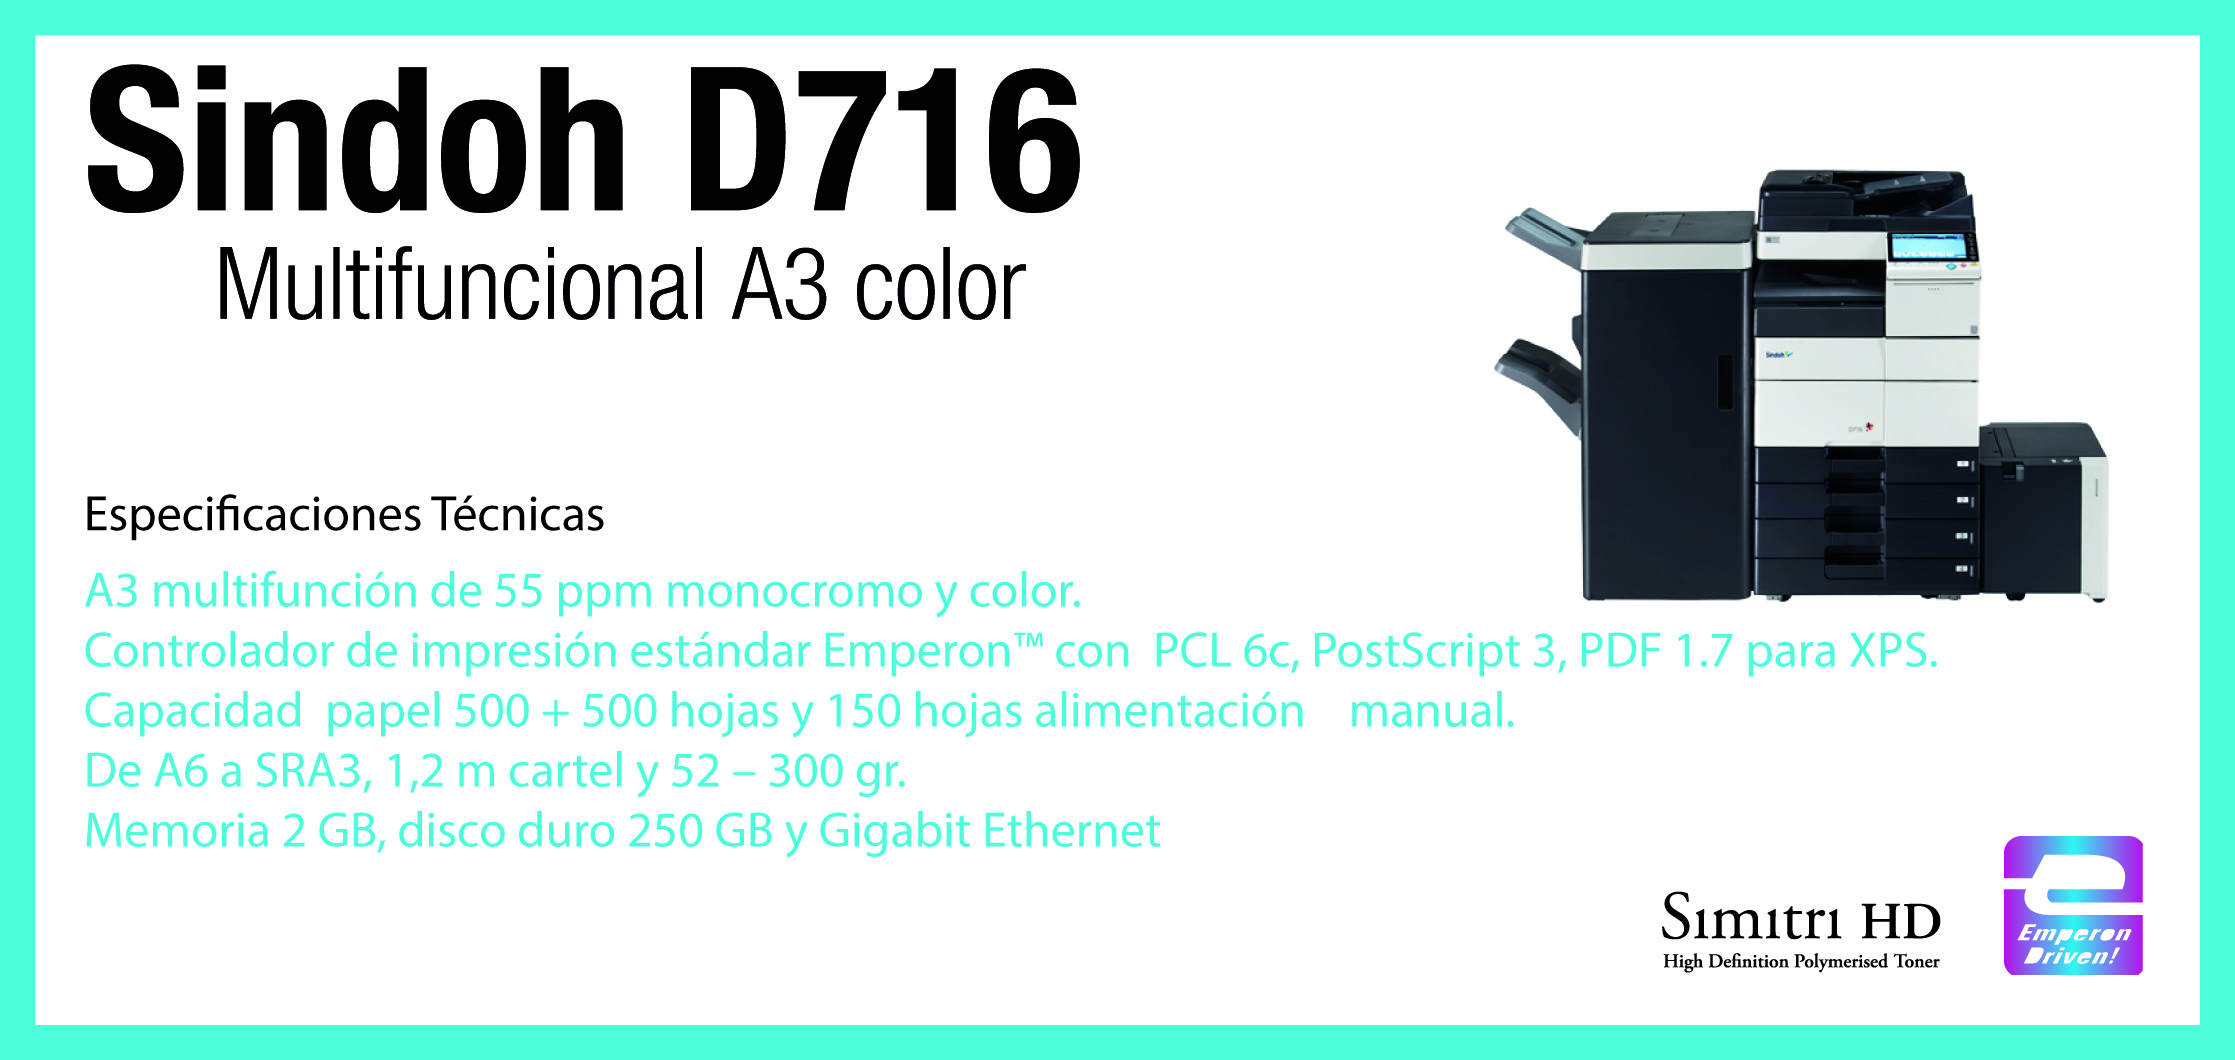 Sindoh D716
Multifuncional A3 color
Sindoh
D716
Especificaciones Técnicas
A3 multifunción de 55 ppm monocromo y color.
Controlador de impresión estándar Emperon™ con PCL 6c, PostScript 3, PDF 1.7 para XPS.
Capacidad papel 500 + 500 hojas y 150 hojas alimentación manual.
De A6 a SRA3, 1,2 m cartel y 52 – 300 gr.
Memoria 2 GB, disco duro 250 GB y Gigabit Ethernet
Simitri HD
High Definition Polymerised Toner
Emperon
Driven!